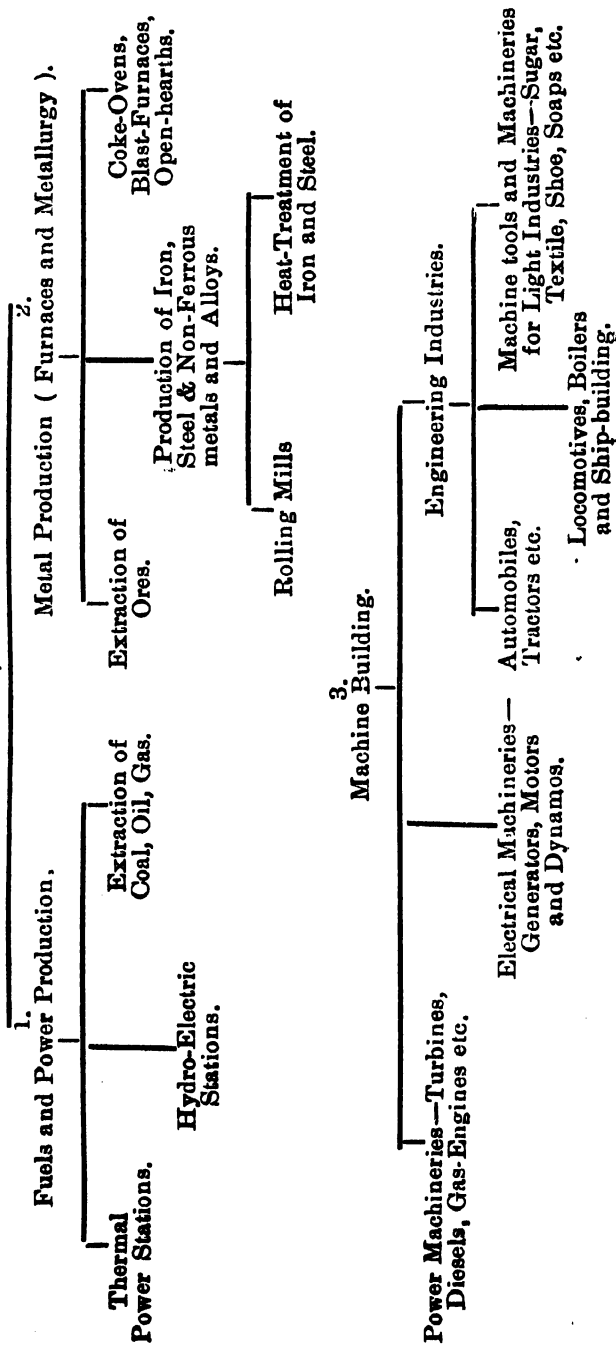 1.
Fuels and Power Production.
Thermal
Power Stations.
Hydro-Electric
Stations.
Extraction of
Coal, Oil, Gas.
2.
Metal Production ( Furnaces and Metallurgy ).
Extraction of
Ores.
Production of Iron,
Steel & Non-Ferrous
metals and Alloys.
Coke-Ovens,
Blast-Furnaces,
Open-hearths.
Rolling Mills
Heat-Treatment of
Iron and Steel.
3.
Machine Building.
Power Machineries—Turbines,
Diesels, Gas-Engines etc.
Electrical Machineries—
Generators, Motors
and Dynamos.
Engineering Industries.
Automobiles,
Tractors etc.
Locomotives, Boilers
and Ship-building.
Machine tools and Machineries
for Light Industries—Sugar,
Textile, Shoe, Soaps etc.